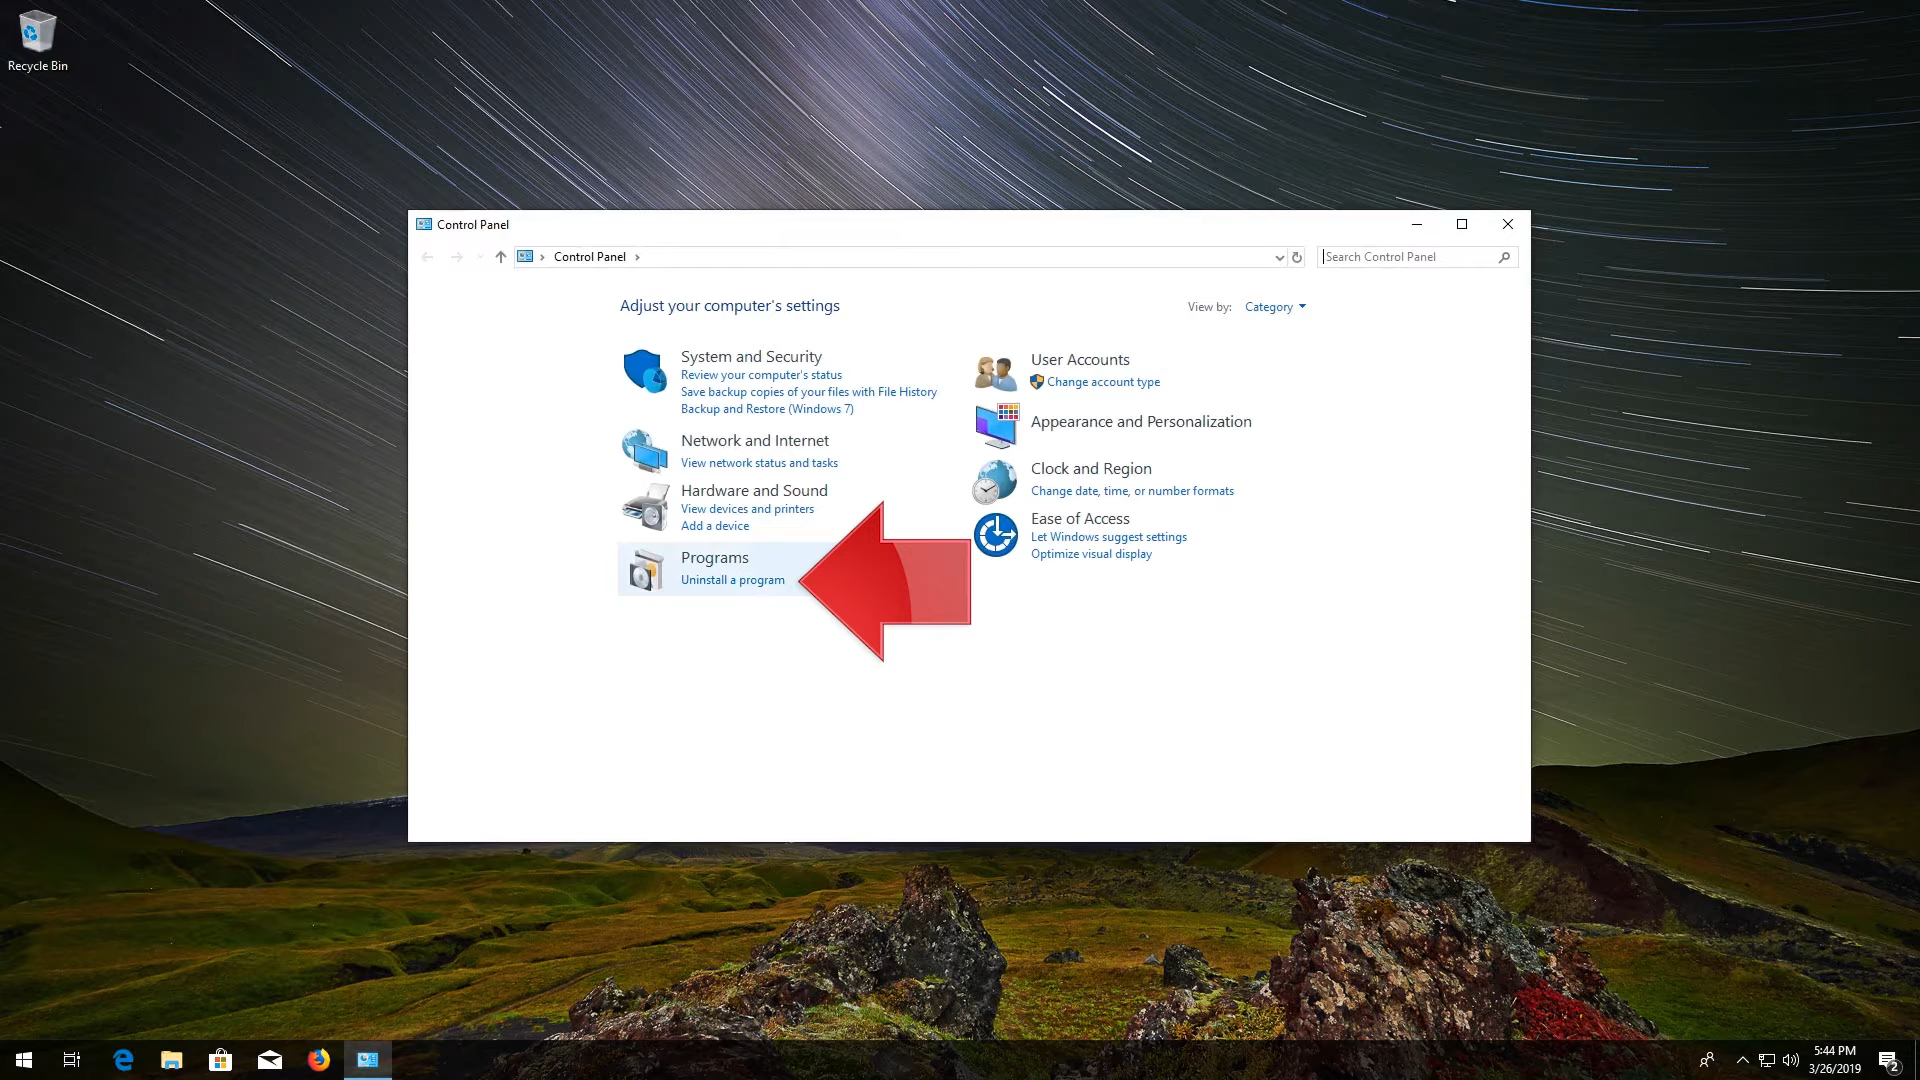 Recycle Bin
Control Panel
Control Panel
Search Control Panel
Adjust your computer's settings
View by: Category
System and Security
Review your computer's status
Save backup copies of your files with File History
Backup and Restore (Windows 7)
Network and Internet
View network status and tasks
Hardware and Sound
View devices and printers
Add a device
Programs
Uninstall a program
User Accounts
Change account type
Appearance and Personalization
Clock and Region
Change date, time, or number formats
Ease of Access
Let Windows suggest settings
Optimize visual display
5:44 PM
3/26/2019
2